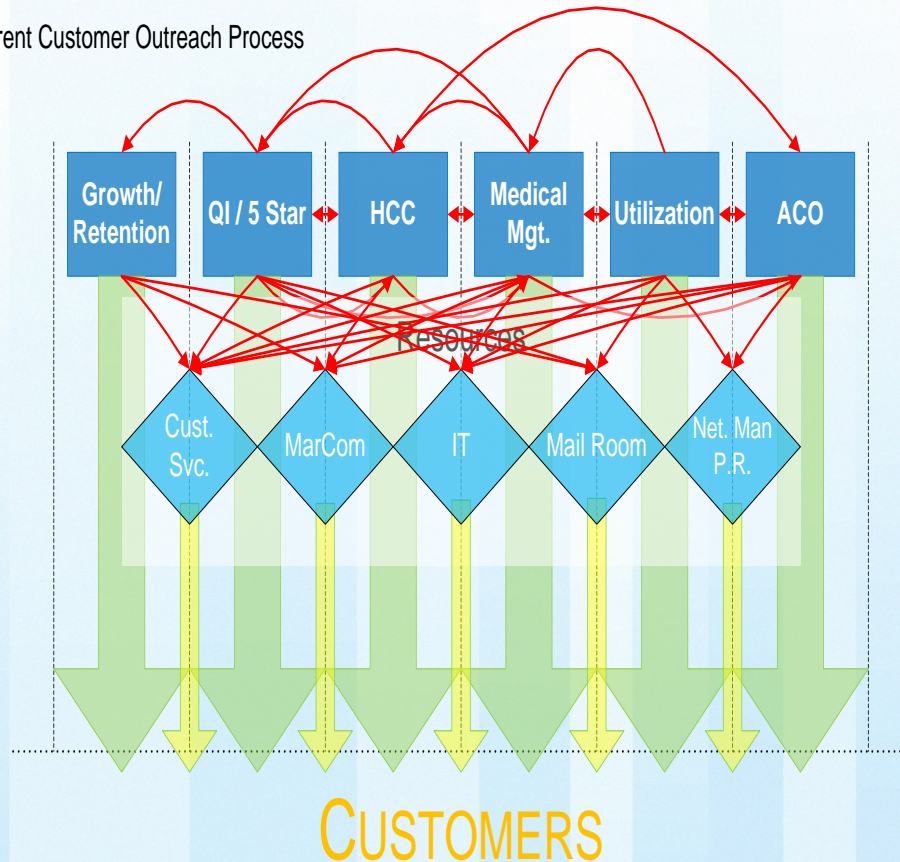 rent Customer Outreach Process
Growth/
Retention
QI / 5 Star
HCC
Medical
Mgt.
Utilization
ACO
Resources
Cust.
Svc.
MarCom
IT
Mail Room
Net. Man
P.R.
CUSTOMERS